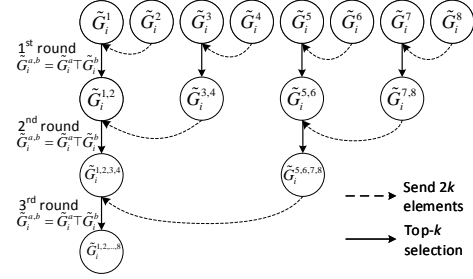 G̃ᵢ¹ G̃ᵢ² G̃ᵢ³ G̃ᵢ⁴ G̃ᵢ⁵ G̃ᵢ⁶ G̃ᵢ⁷ G̃ᵢ⁸
1st round
G̃ᵢᵃ,ᵇ = G̃ᵢᵃ⊤G̃ᵢᵇ
G̃ᵢ¹,² G̃ᵢ³,⁴ G̃ᵢ⁵,⁶ G̃ᵢ⁷,⁸
2nd round
G̃ᵢᵃ,ᵇ = G̃ᵢᵃ⊤G̃ᵢᵇ
G̃ᵢ¹,²,³,⁴ G̃ᵢ⁵,⁶,⁷,⁸
3rd round
G̃ᵢᵃ,ᵇ = G̃ᵢᵃ⊤G̃ᵢᵇ
G̃ᵢ¹,²,...,⁸
Send 2k
elements
Top-k
selection